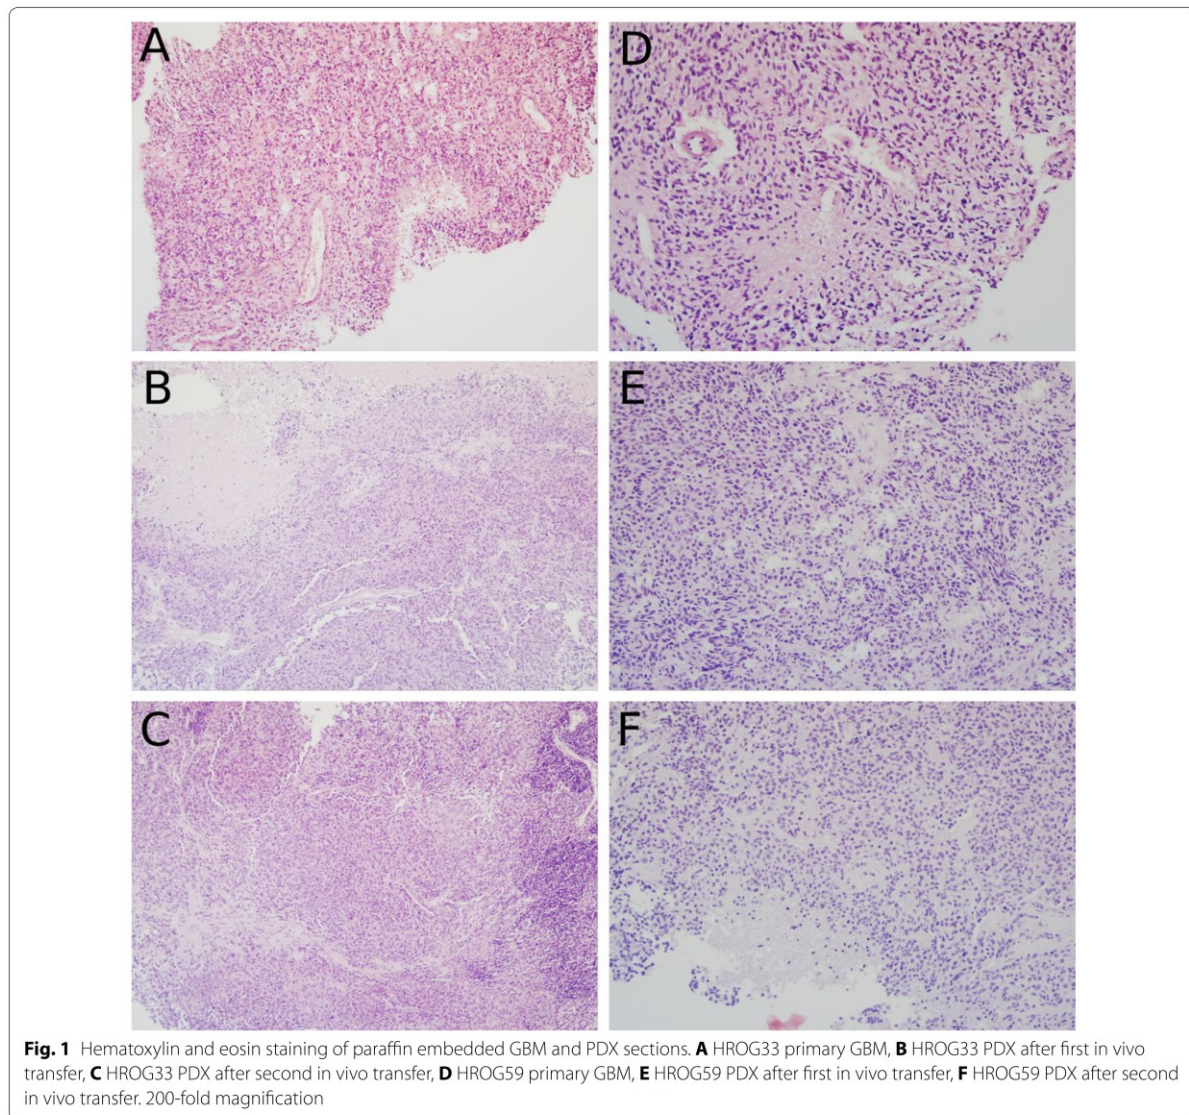 A
D
B
E
C
F
Fig. 1 Hematoxylin and eosin staining of paraffin embedded GBM and PDX sections. A HROG33 primary GBM, B HROG33 PDX after first in vivo
transfer, C HROG33 PDX after second in vivo transfer, D HROG59 primary GBM, E HROG59 PDX after first in vivo transfer, F HROG59 PDX after second
in vivo transfer. 200-fold magnification